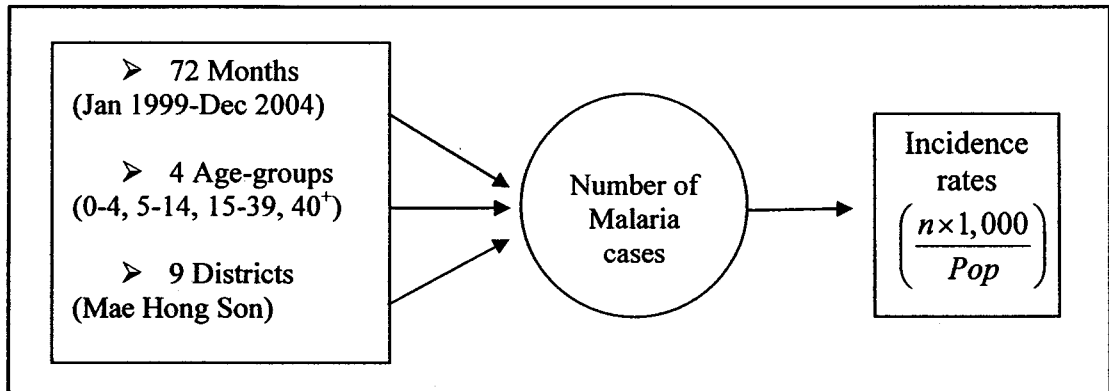 ➢ 72 Months
(Jan 1999-Dec 2004)
➢ 4 Age-groups
(0-4, 5-14, 15-39, 40⁺)
➢ 9 Districts
(Mae Hong Son)
Number of
Malaria
cases
Incidence
rates
(n×1,000
Pop)